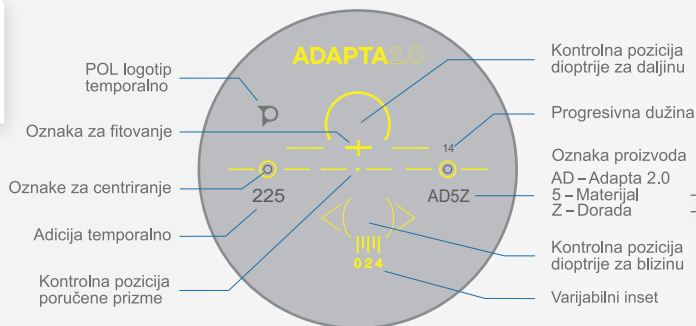 POL logotip
temporalno
Oznaka za fitovanje
Oznake za centriranje
Adicija temporalno
Kontrolna pozicija
poručene prizme
ADAPTA2.0
14
225
AD5Z
024
Kontrolna pozicija
dioptrije za daljinu
Progresivna dužina
Oznaka proizvoda
AD – Adapta 2.0
5 – Materijal
Z – Dorada
Kontrolna pozicija
dioptrije za blizinu
Varijabilni inset